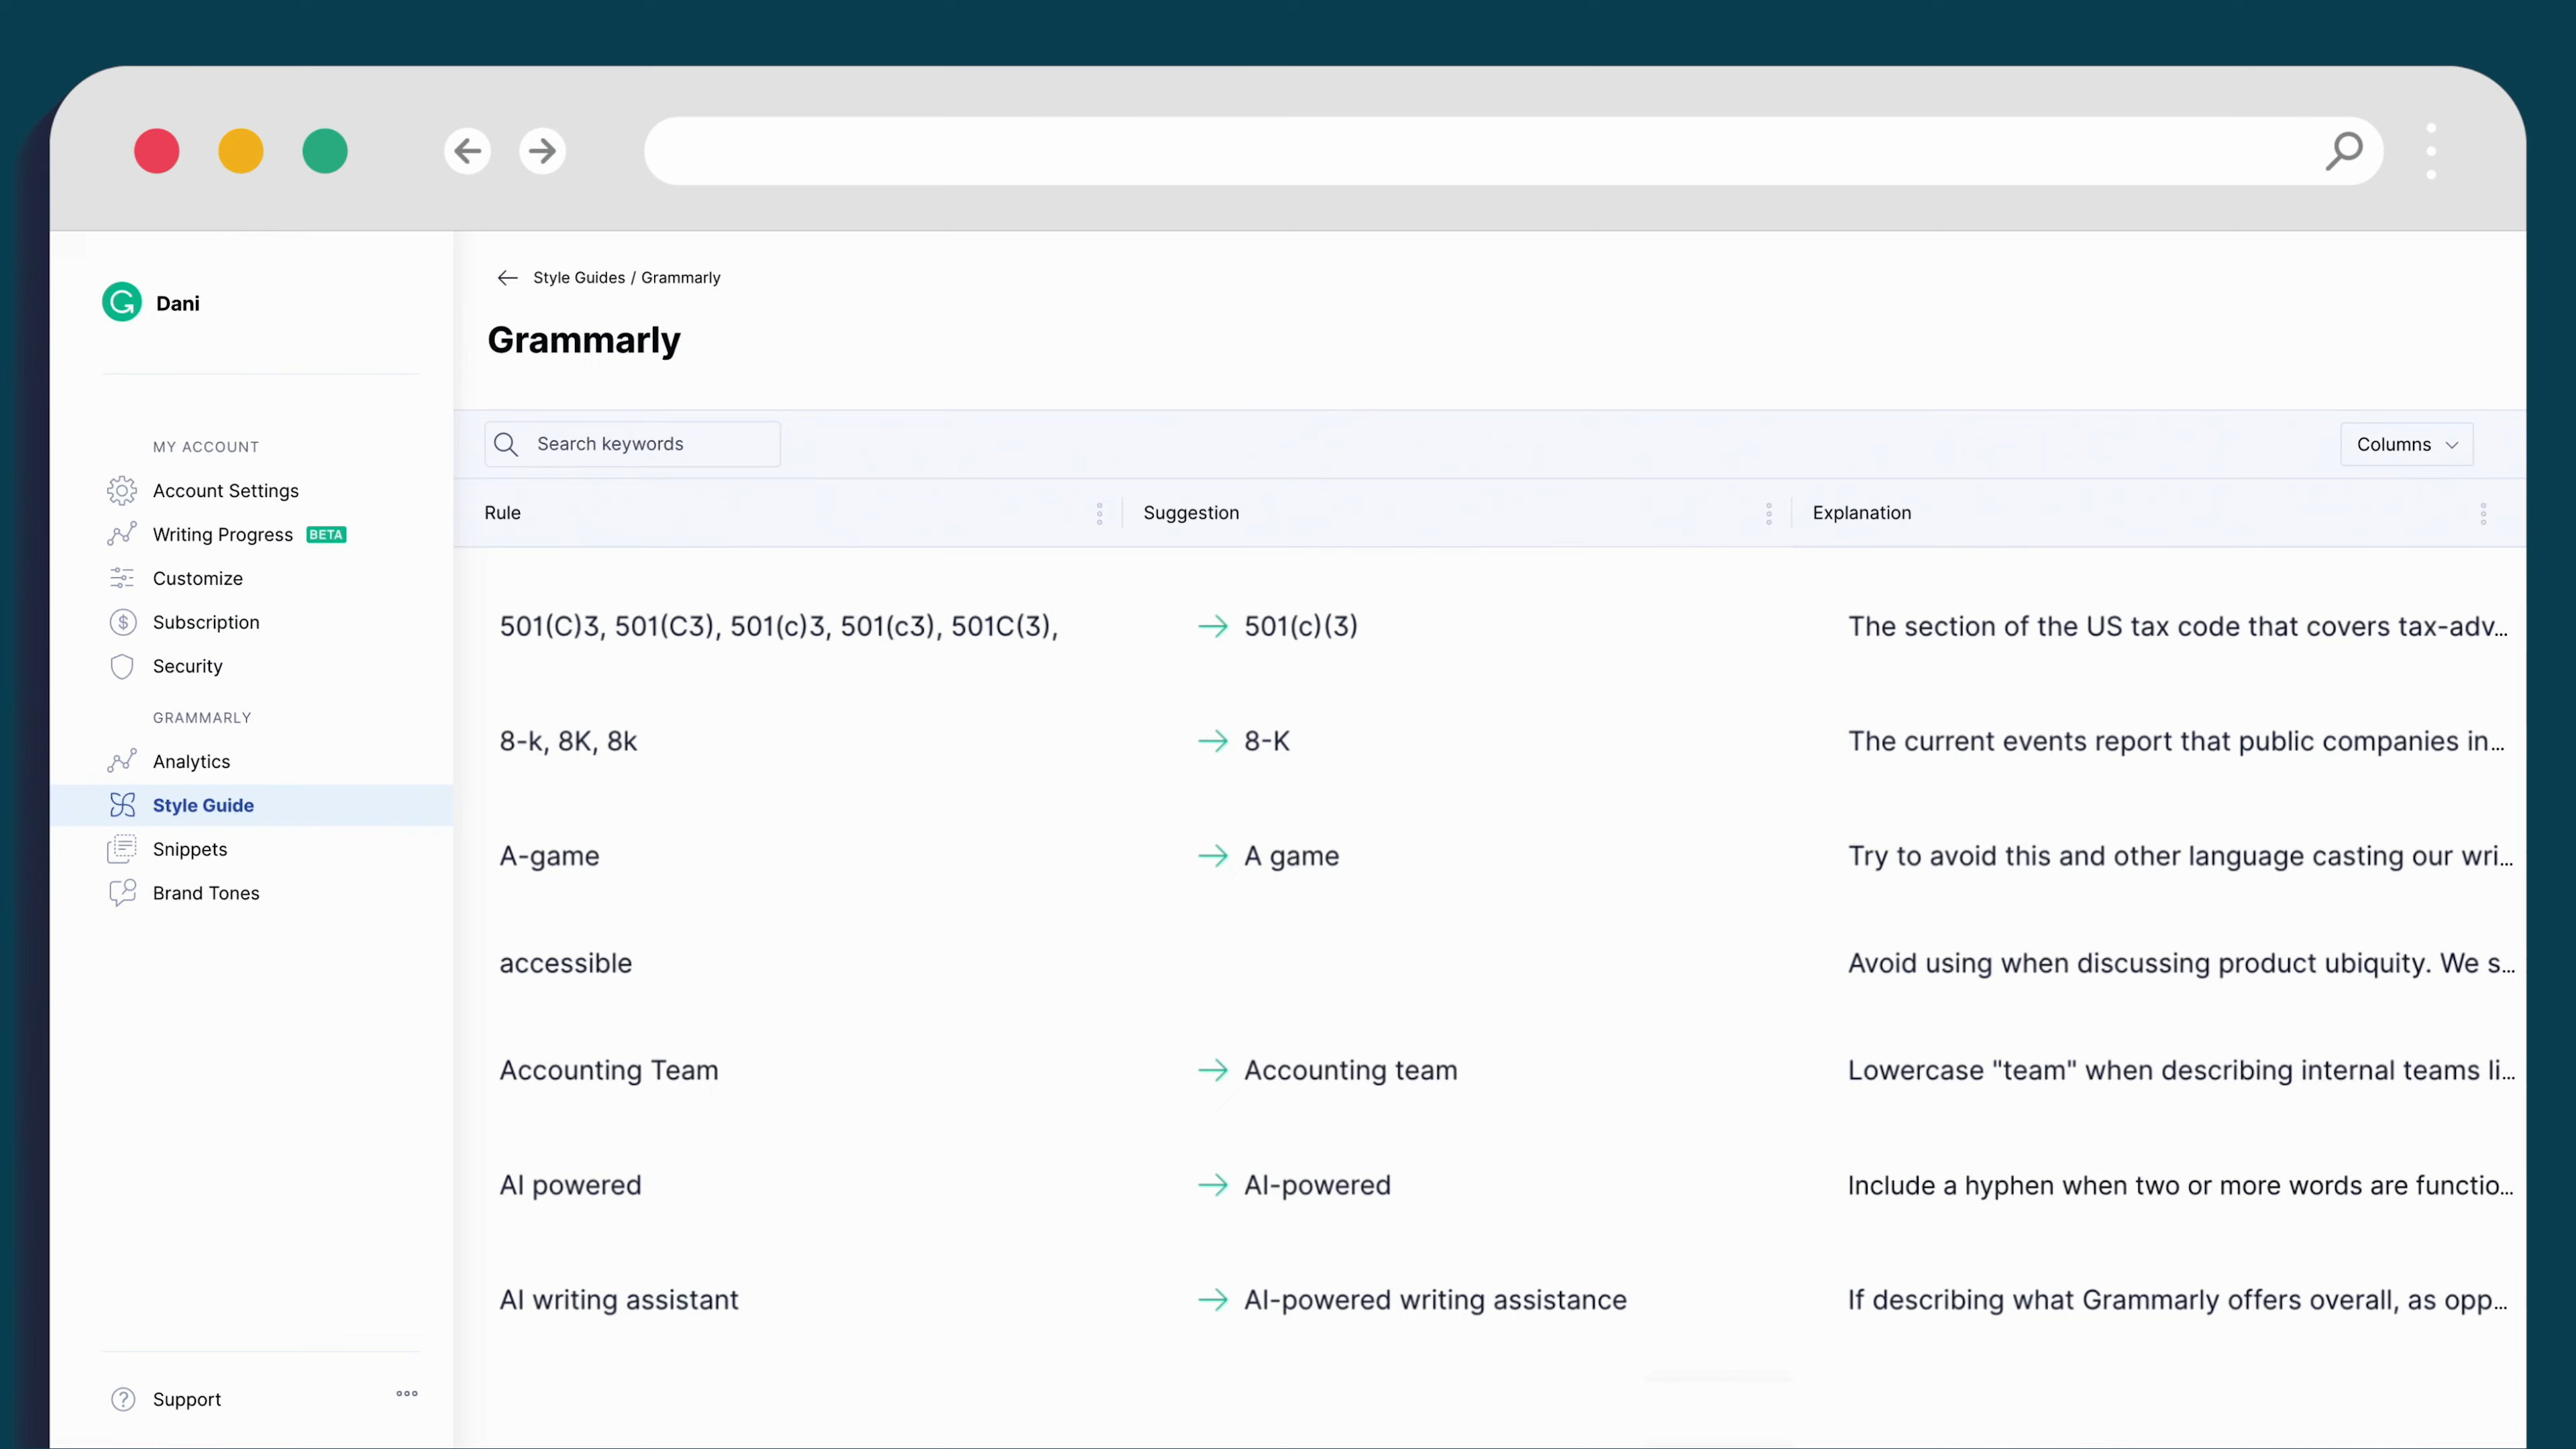 Dani
MY ACCOUNT
Account Settings
Writing Progress BETA
Customize
Subscription
Security
GRAMMARLY
Analytics
Style Guide
Snippets
Brand Tones
Support
Style Guides / Grammarly
Grammarly
Search keywords
Columns
Rule Suggestion Explanation
501(C)3, 501(C3), 501(c)3, 501(c3), 501C(3), → 501(c)(3) The section of the US tax code that covers tax-adv...
8-k, 8K, 8k → 8-K The current events report that public companies in...
A-game → A game Try to avoid this and other language casting our wri...
accessible Avoid using when discussing product ubiquity. We s...
Accounting Team → Accounting team Lowercase "team" when describing internal teams li...
AI powered → AI-powered Include a hyphen when two or more words are functio...
AI writing assistant → AI-powered writing assistance If describing what Grammarly offers overall, as opp...